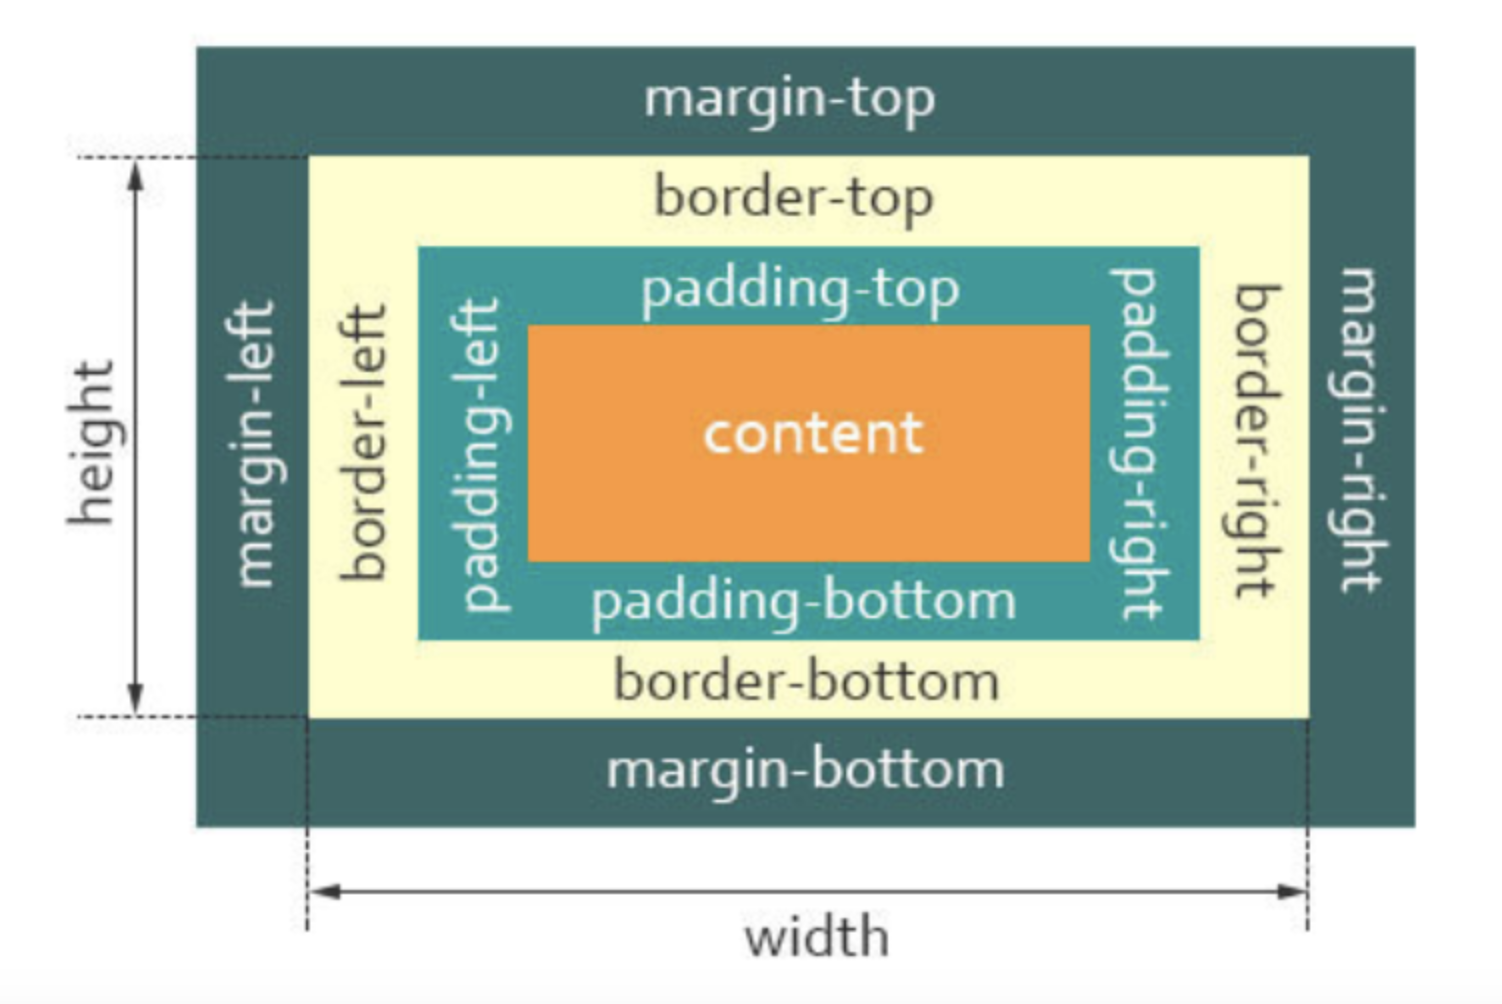 margin-top
border-top
padding-top
height
margin-left
border-left
padding-left
content
padding-right
border-right
margin-right
padding-bottom
border-bottom
margin-bottom
width